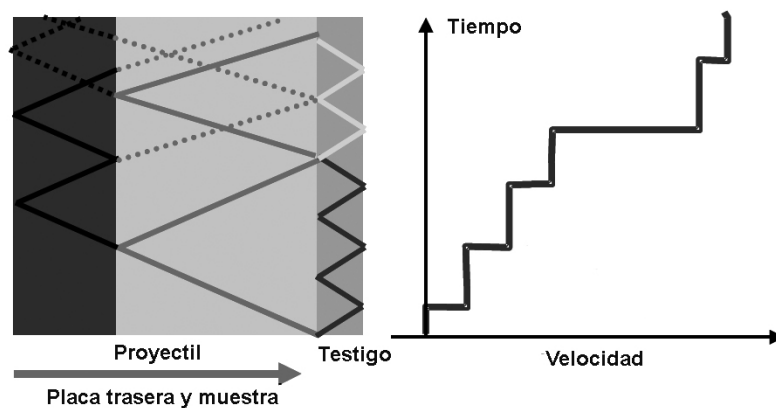 Tiempo
Proyectil
Testigo
Velocidad
Placa trasera y muestra